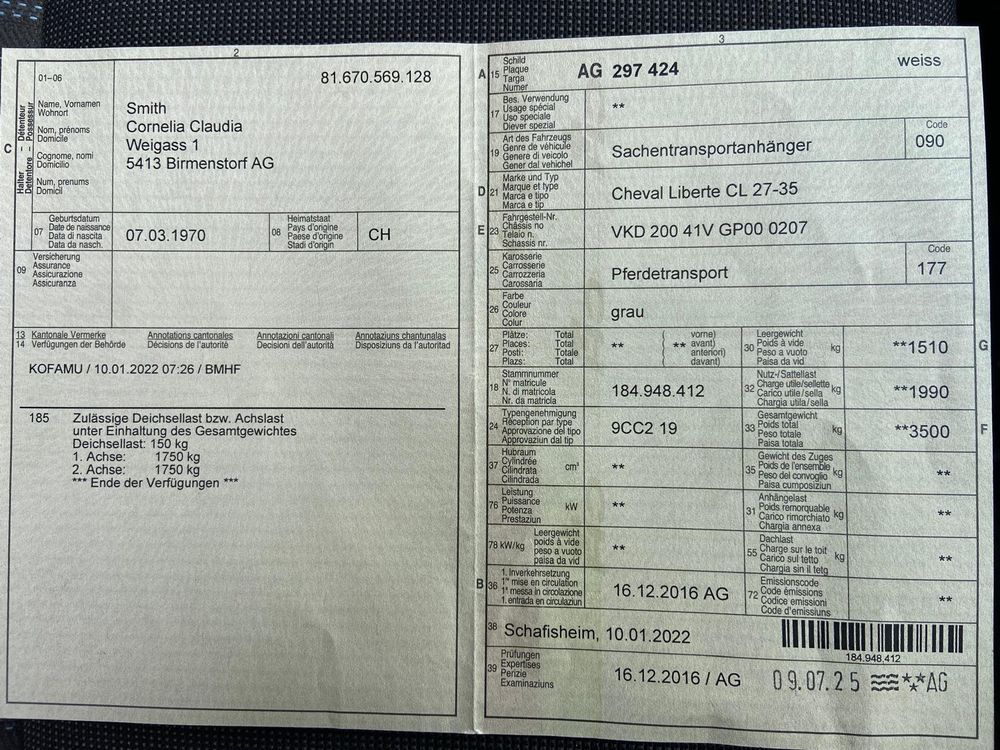 2
01–06
81.670.569.128
C
Halter – Détenteur
Detentore – Possessur
Name, Vornamen
Wohnort
Nom, prénoms
Domicile
Cognome, nomi
Domicilio
Num, prenums
Domicil
Smith
Cornelia Claudia
Weigass 1
5413 Birmenstorf AG
07
Geburtsdatum
Date de naissance
Data di nascita
Data da nasch.
07.03.1970
08
Heimatstaat
Pays d'origine
Paese d'origine
Stadi d'origin
CH
09
Versicherung
Assurance
Assicurazione
Assicuranza
13 Kantonale Vermerke Annotations cantonales Annotazioni cantonali Annotaziuns chantunalas
14 Verfügungen der Behörde Décisions de l'autorité Decisioni dell'autorità Disposiziuns da l'autoritad
KOFAMU / 10.01.2022 07:26 / BMHF
185 Zulässige Deichsellast bzw. Achslast
unter Einhaltung des Gesamtgewichtes
Deichsellast: 150 kg
1. Achse: 1750 kg
2. Achse: 1750 kg
*** Ende der Verfügungen ***
3
A 15
Schild
Plaque
Targa
Numer
AG 297 424
weiss
17
Bes. Verwendung
Usage spécial
Uso speciale
Diever spezial
**
19
Art des Fahrzeugs
Genre de véhicule
Genere di veicolo
Gener dal vehichel
Sachentransportanhänger
Code
090
D 21
Marke und Typ
Marque et type
Marca e tipo
Marca e tip
Cheval Liberte CL 27-35
E 23
Fahrgestell-Nr.
Châssis no
Telaio n.
Schassis nr.
VKD 200 41V GP00 0207
25
Karosserie
Carrosserie
Carrozzeria
Carossaria
Pferdetransport
Code
177
26
Farbe
Couleur
Colore
Colur
grau
27
Plätze: Total ( vorne)
Places: Total ** ( ** avant)
Posti: Totale ( anteriori)
Plazs: Total ( davant)
30
Leergewicht
Poids à vide
Peso a vuoto
Paisa da vid
kg
**1510
G
18
Stammnummer
N° matricule
N. di matricola
Nr. da matricla
184.948.412
32
Nutz-/Sattellast
Charge utile/sellette
Carico utile/sella
Chargia utila/sella
kg
**1990
24
Typengenehmigung
Réception par type
Approvazione del tipo
Approvaziun dal tip
9CC2 19
33
Gesamtgewicht
Poids total
Peso totale
Paisa totala
kg
**3500
F
37
Hubraum
Cylindrée
Cilindrata
Cilindrada
cm³
**
35
Gewicht des Zuges
Poids de l'ensemble
Peso del convoglio
Paisa cumposiziun
kg
**
76
Leistung
Puissance
Potenza
Prestaziun
kW
**
31
Anhängelast
Poids remorquable
Carico rimorchiato
Chargia annexa
kg
**
78 kW/kg
Leergewicht
poids à vide
peso a vuoto
paisa da vid
**
55
Dachlast
Charge sur le toit
Carico sul tetto
Chargia sin il tetg
kg
**
B 36
1. Inverkehrsetzung
1re mise en circulation
1a messa in circolazione
1. entrada en circulaziun
16.12.2016 AG
72
Emissionscode
Code émissions
Codice emissioni
Code d'emissiuns
**
38
Schafisheim, 10.01.2022
184.948.412
39
Prüfungen
Expertises
Perizie
Examinaziuns
16.12.2016 / AG
09.07.25 AG